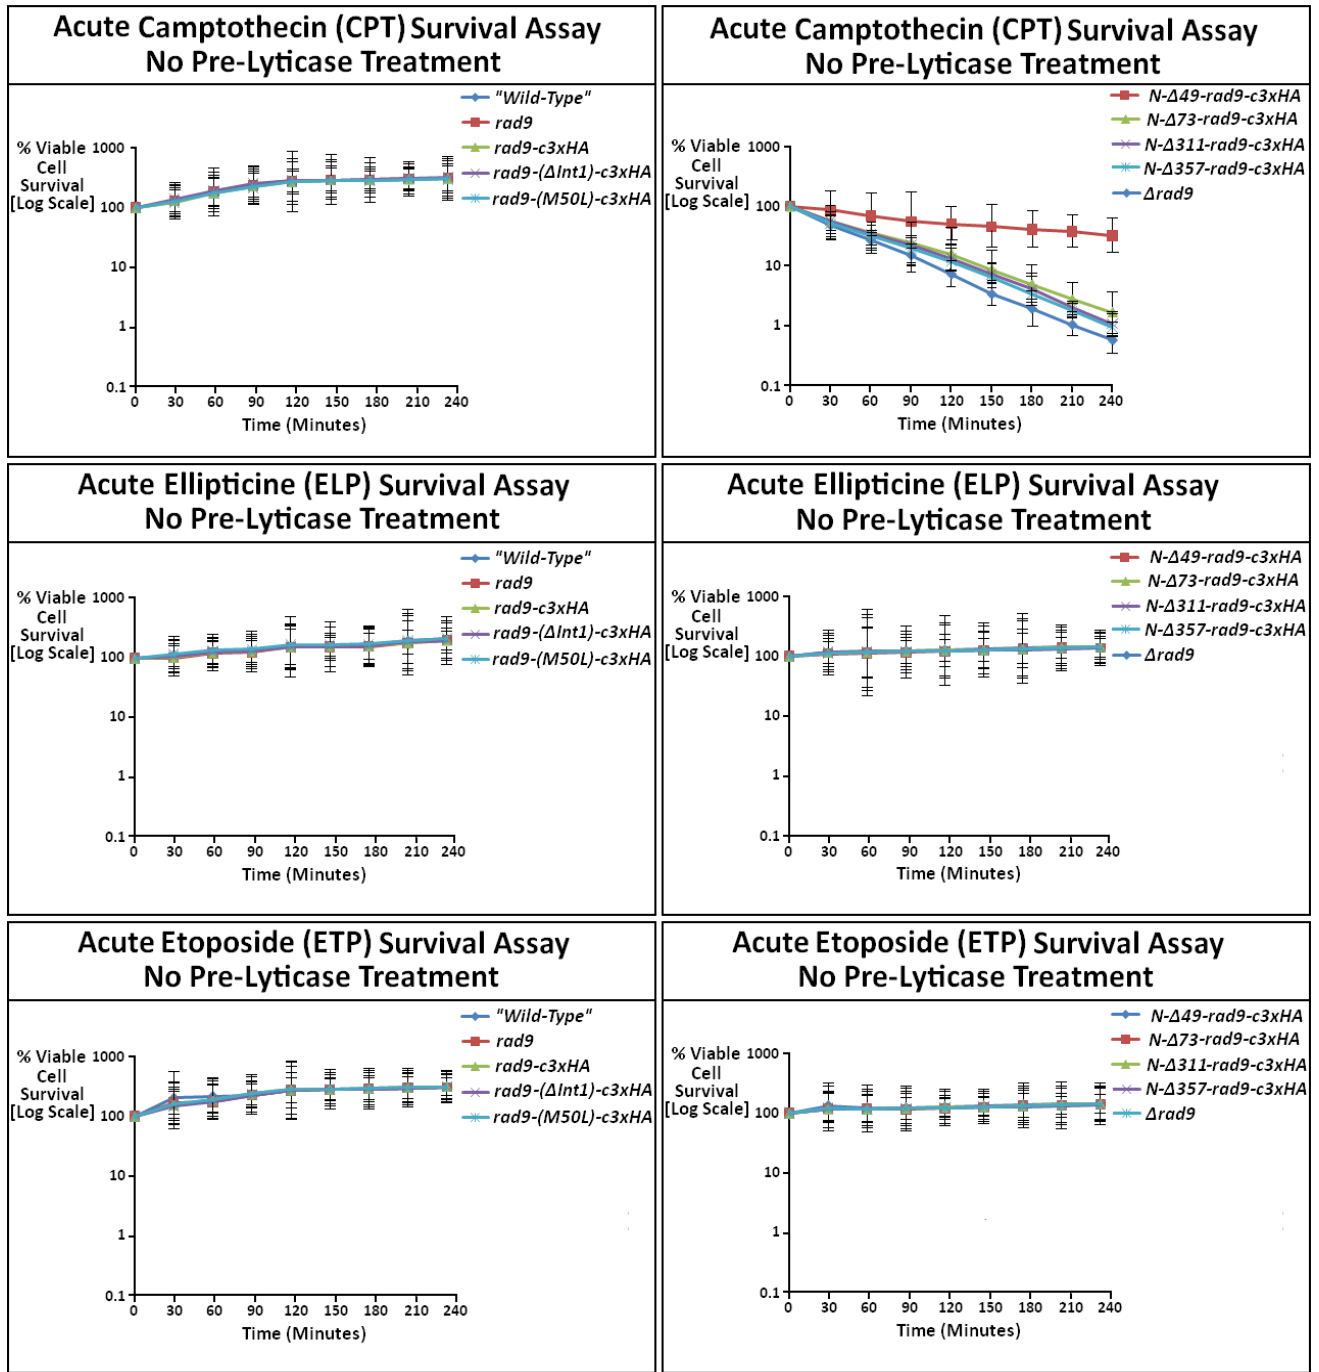 Acute Camptothecin (CPT) Survival Assay
No Pre-Lyticase Treatment
"Wild-Type"
rad9
rad9-c3xHA
rad9-(ΔInt1)-c3xHA
rad9-(M50L)-c3xHA
% Viable
Cell
Survival
[Log Scale]
1000
100
10
1
0.1
0 30 60 90 120 150 180 210 240
Time (Minutes)
Acute Camptothecin (CPT) Survival Assay
No Pre-Lyticase Treatment
N-Δ49-rad9-c3xHA
N-Δ73-rad9-c3xHA
N-Δ311-rad9-c3xHA
N-Δ357-rad9-c3xHA
Δrad9
% Viable
Cell
Survival
[Log Scale]
1000
100
10
1
0.1
0 30 60 90 120 150 180 210 240
Time (Minutes)
Acute Ellipticine (ELP) Survival Assay
No Pre-Lyticase Treatment
"Wild-Type"
rad9
rad9-c3xHA
rad9-(ΔInt1)-c3xHA
rad9-(M50L)-c3xHA
% Viable
Cell
Survival
[Log Scale]
1000
100
10
1
0.1
0 30 60 90 120 150 180 210 240
Time (Minutes)
Acute Ellipticine (ELP) Survival Assay
No Pre-Lyticase Treatment
N-Δ49-rad9-c3xHA
N-Δ73-rad9-c3xHA
N-Δ311-rad9-c3xHA
N-Δ357-rad9-c3xHA
Δrad9
% Viable
Cell
Survival
[Log Scale]
1000
100
10
1
0.1
0 30 60 90 120 150 180 210 240
Time (Minutes)
Acute Etoposide (ETP) Survival Assay
No Pre-Lyticase Treatment
"Wild-Type"
rad9
rad9-c3xHA
rad9-(ΔInt1)-c3xHA
rad9-(M50L)-c3xHA
% Viable
Cell
Survival
[Log Scale]
1000
100
10
1
0.1
0 30 60 90 120 150 180 210 240
Time (Minutes)
Acute Etoposide (ETP) Survival Assay
No Pre-Lyticase Treatment
N-Δ49-rad9-c3xHA
N-Δ73-rad9-c3xHA
N-Δ311-rad9-c3xHA
N-Δ357-rad9-c3xHA
Δrad9
% Viable
Cell
Survival
[Log Scale]
1000
100
10
1
0.1
0 30 60 90 120 150 180 210 240
Time (Minutes)